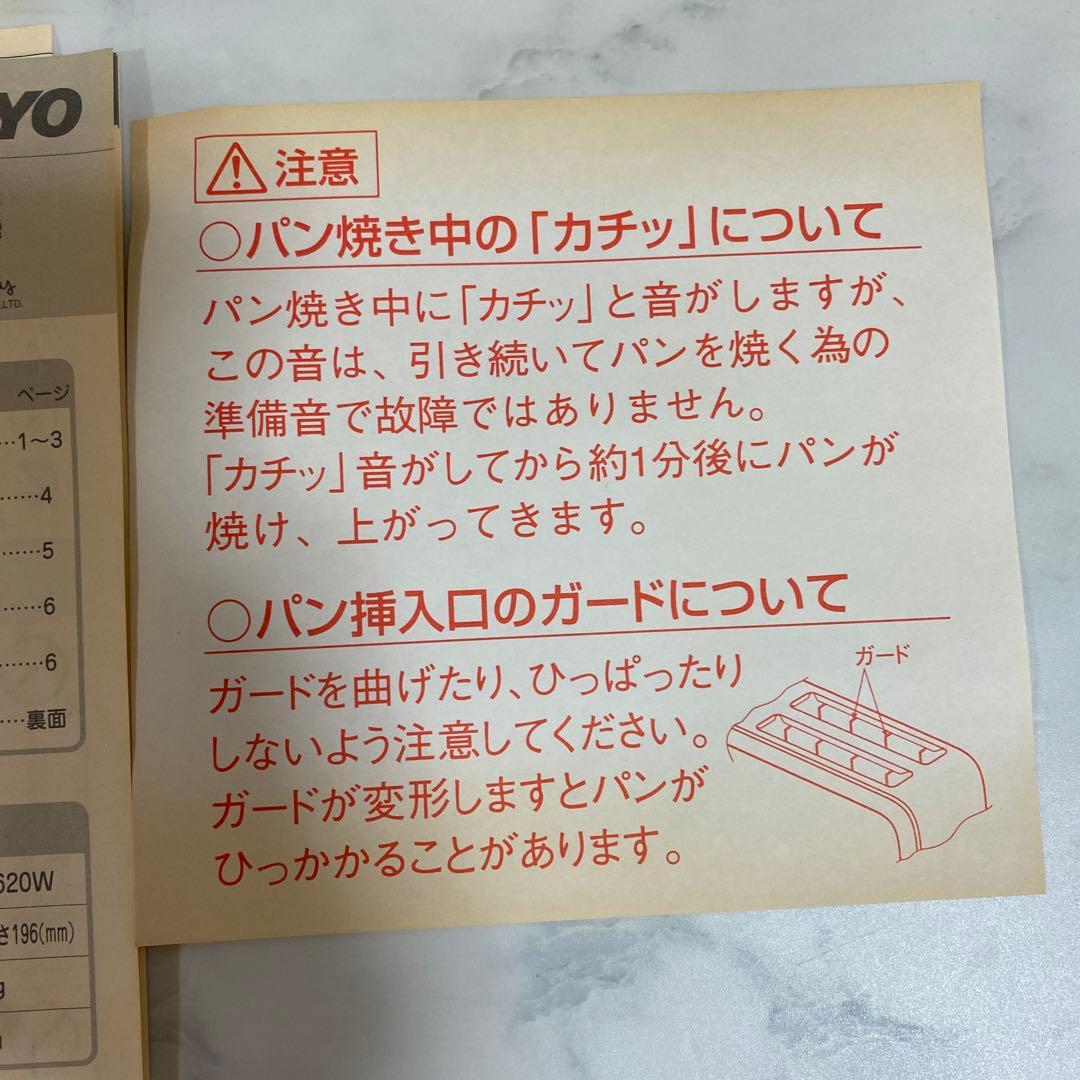 YO
LTD.
ページ
…1〜3
……4
……5
……6
……6
…裏面
620W
さ196(mm)
g
注意
○パン焼き中の「カチッ」について
パン焼き中に「カチッ」と音がしますが、
この音は、引き続いてパンを焼く為の
準備音で故障ではありません。
「カチッ」音がしてから約1分後にパンが
焼け、上がってきます。
○パン挿入口のガードについて
ガードを曲げたり、ひっぱったり
しないよう注意してください。
ガードが変形しますとパンが
ひっかかることがあります。
ガード